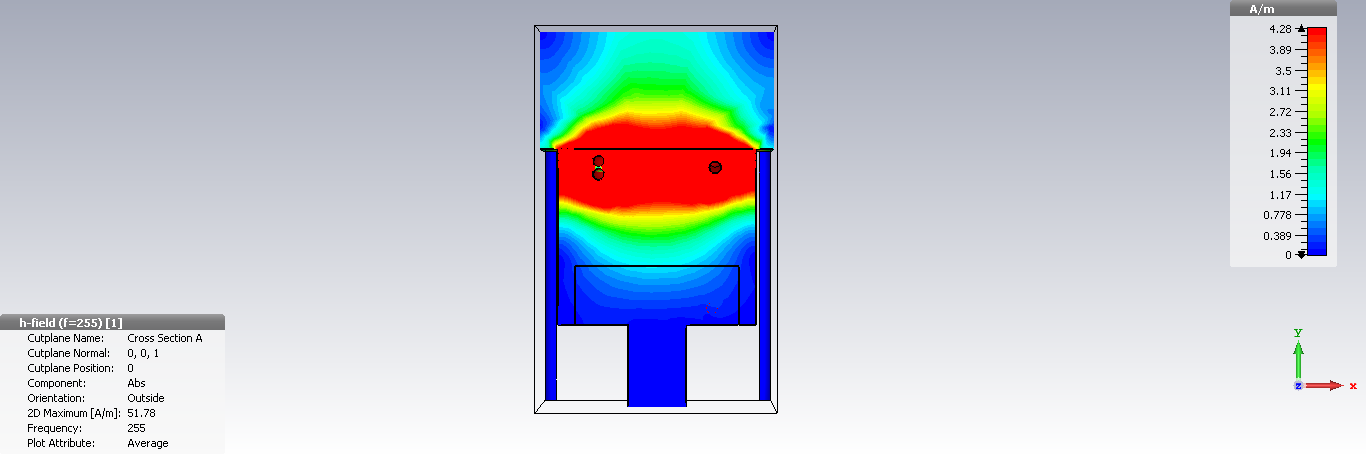 A/m
4.28
3.89
3.5
3.11
2.72
2.33
1.94
1.56
1.17
0.778
0.389
0
h-field (f=255) [1]
Cutplane Name: Cross Section A
Cutplane Normal: 0, 0, 1
Cutplane Position: 0
Component: Abs
Orientation: Outside
2D Maximum [A/m]: 51.78
Frequency: 255
Plot Attribute: Average
Y
z
x